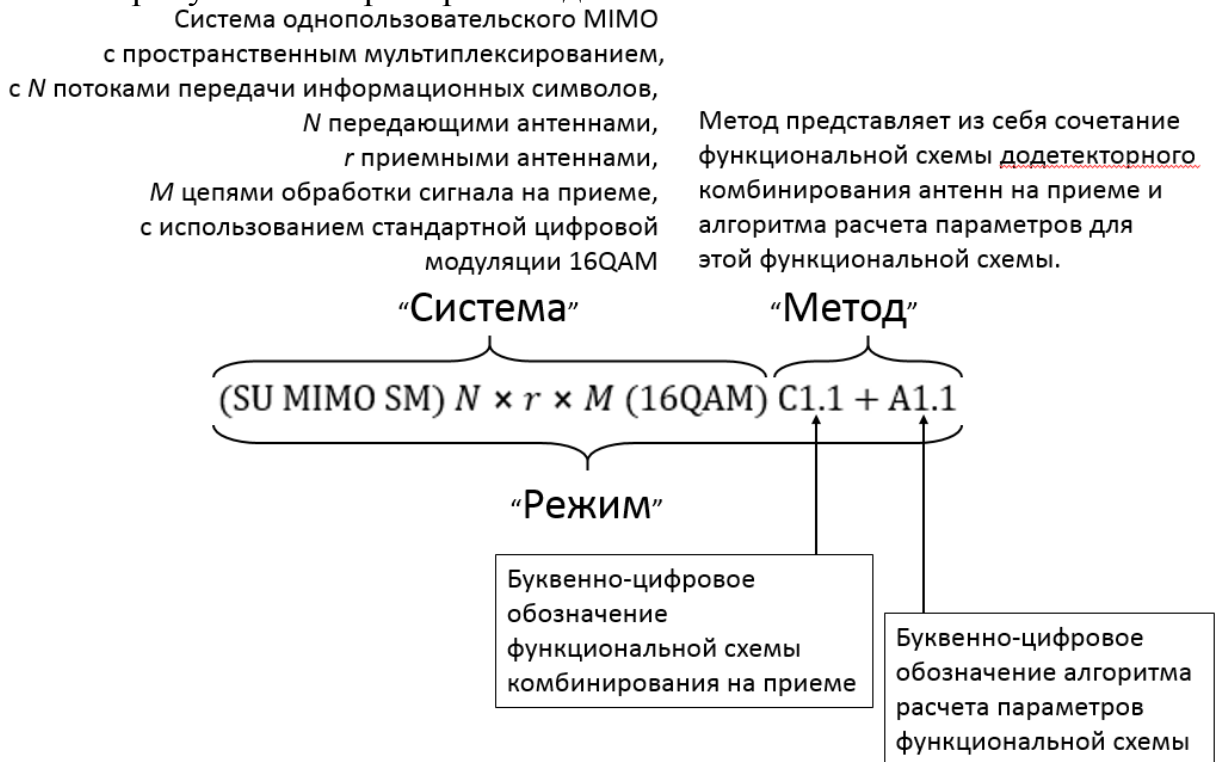 Система однопользовательского MIMO
с пространственным мультиплексированием,
с N потоками передачи информационных символов,
N передающими антеннами,
r приемными антеннами,
M цепями обработки сигнала на приеме,
с использованием стандартной цифровой
модуляции 16QAM
Метод представляет из себя сочетание
функциональной схемы додетекторного
комбинирования антенн на приеме и
алгоритма расчета параметров для
этой функциональной схемы.
“Система”
“Метод”
(SU MIMO SM) N × r × M (16QAM) C1.1 + A1.1
“Режим”
Буквенно-цифровое
обозначение
функциональной схемы
комбинирования на приеме
Буквенно-цифровое
обозначение алгоритма
расчета параметров
функциональной схемы